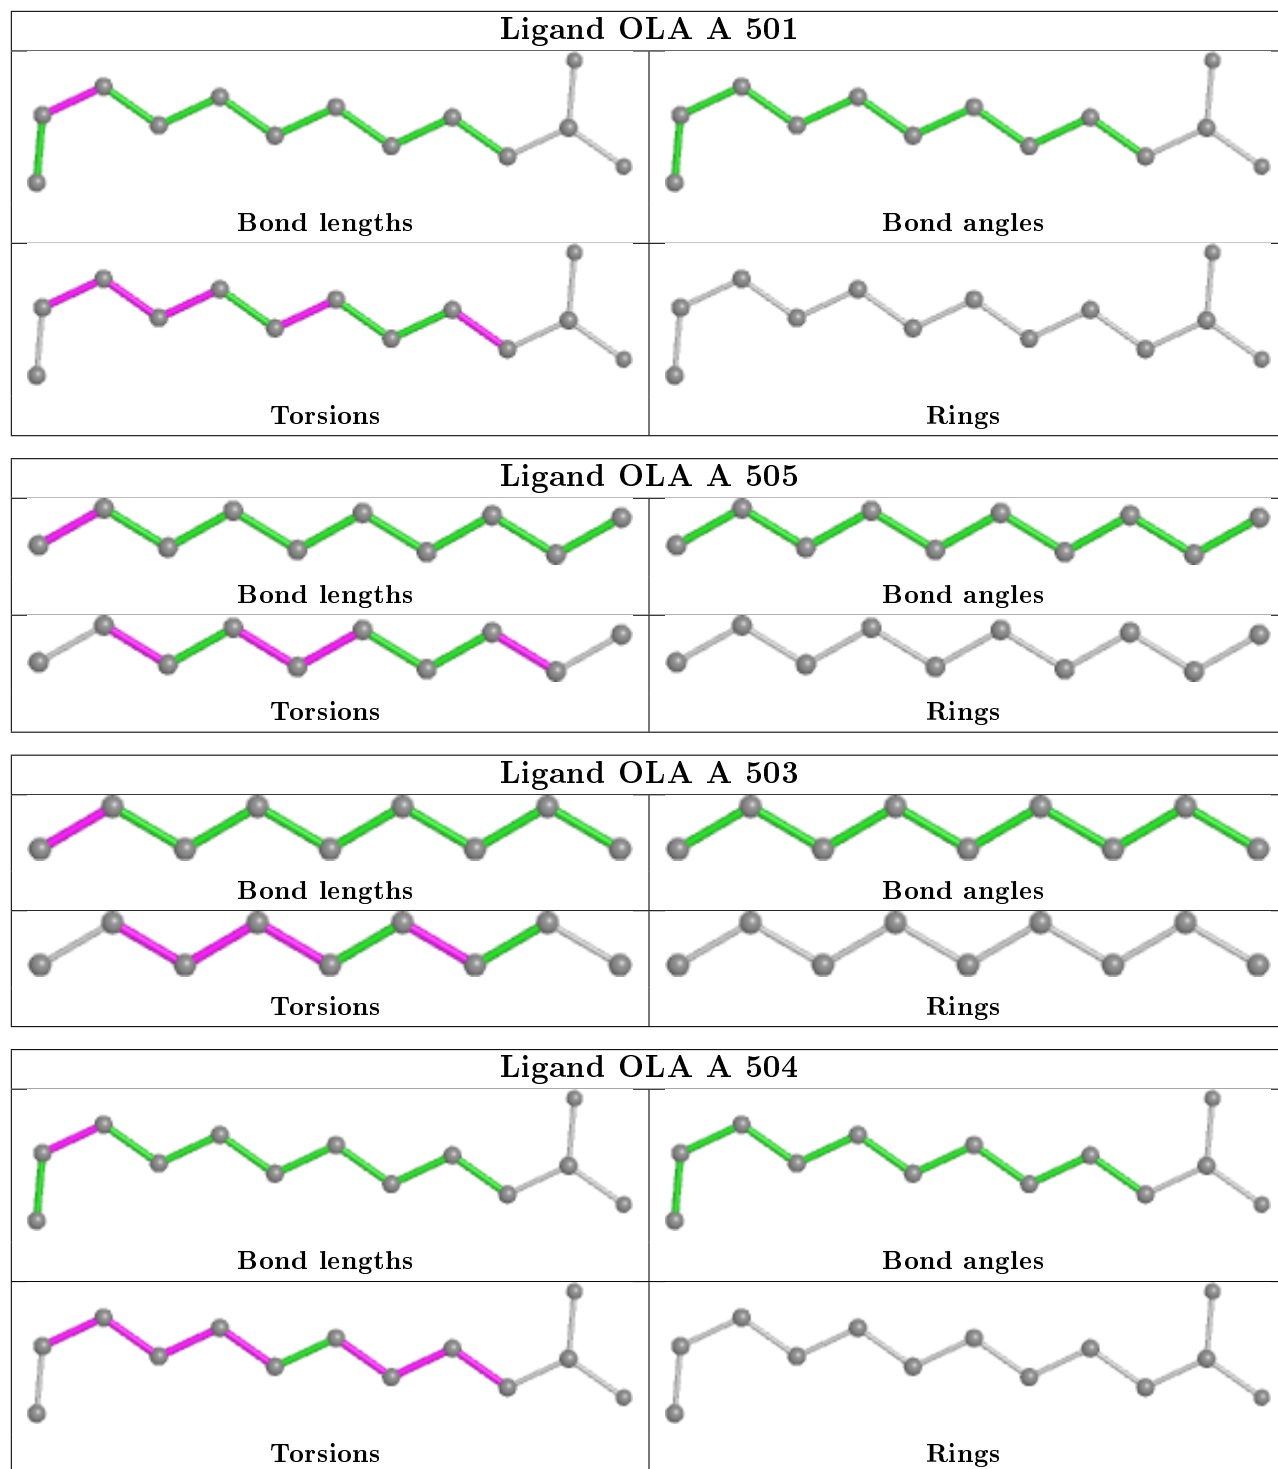 Ligand OLA A 501
Bond lengths
Bond angles
Torsions
Rings
Ligand OLA A 505
Bond lengths
Bond angles
Torsions
Rings
Ligand OLA A 503
Bond lengths
Bond angles
Torsions
Rings
Ligand OLA A 504
Bond lengths
Bond angles
Torsions
Rings